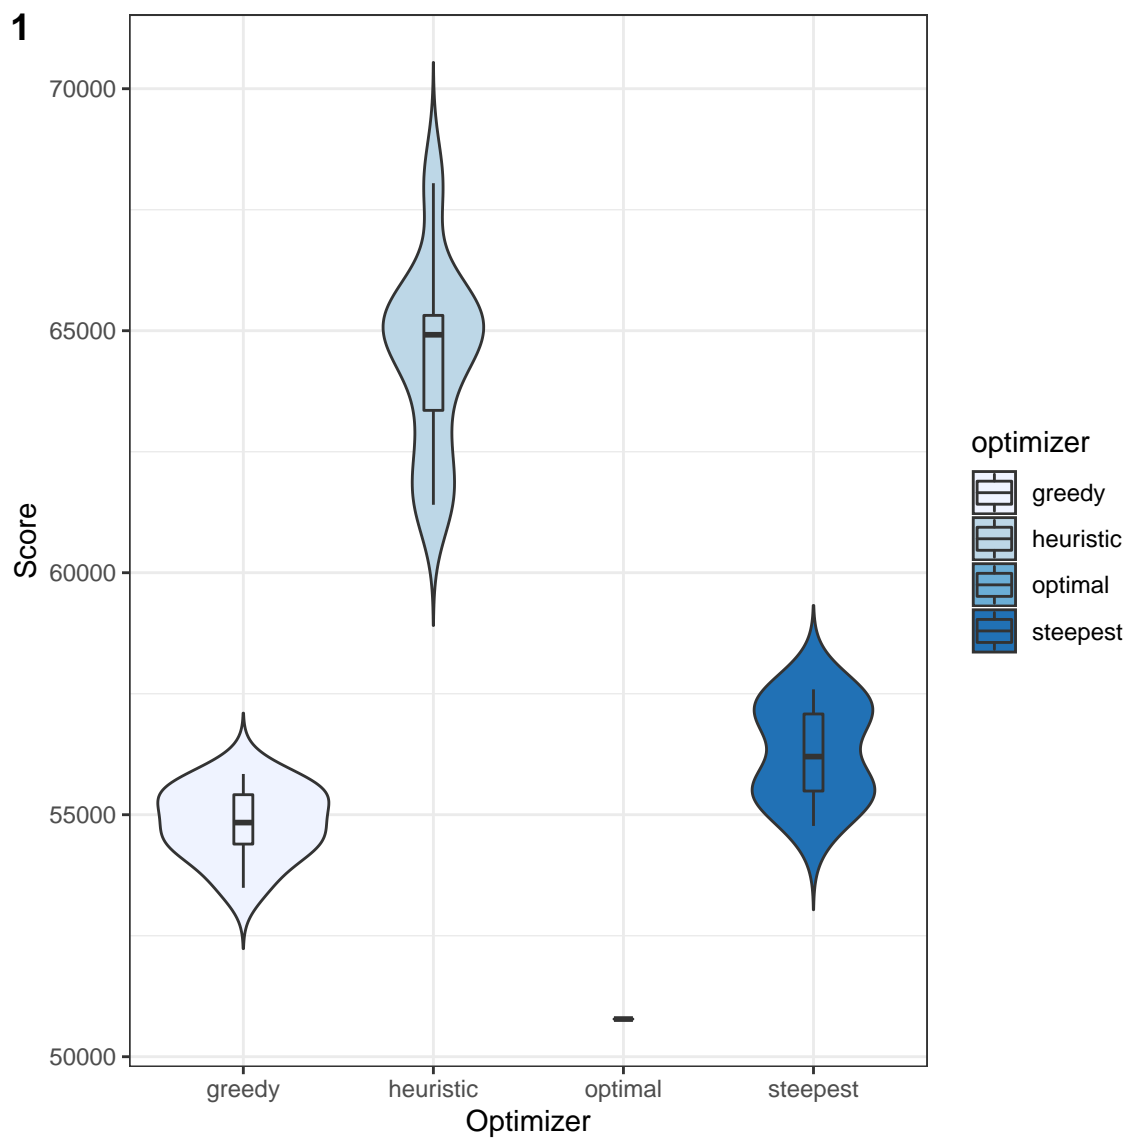 1
70000
65000
60000
55000
50000
Score
greedy
heuristic
optimal
steepest
Optimizer
optimizer
greedy
heuristic
optimal
steepest